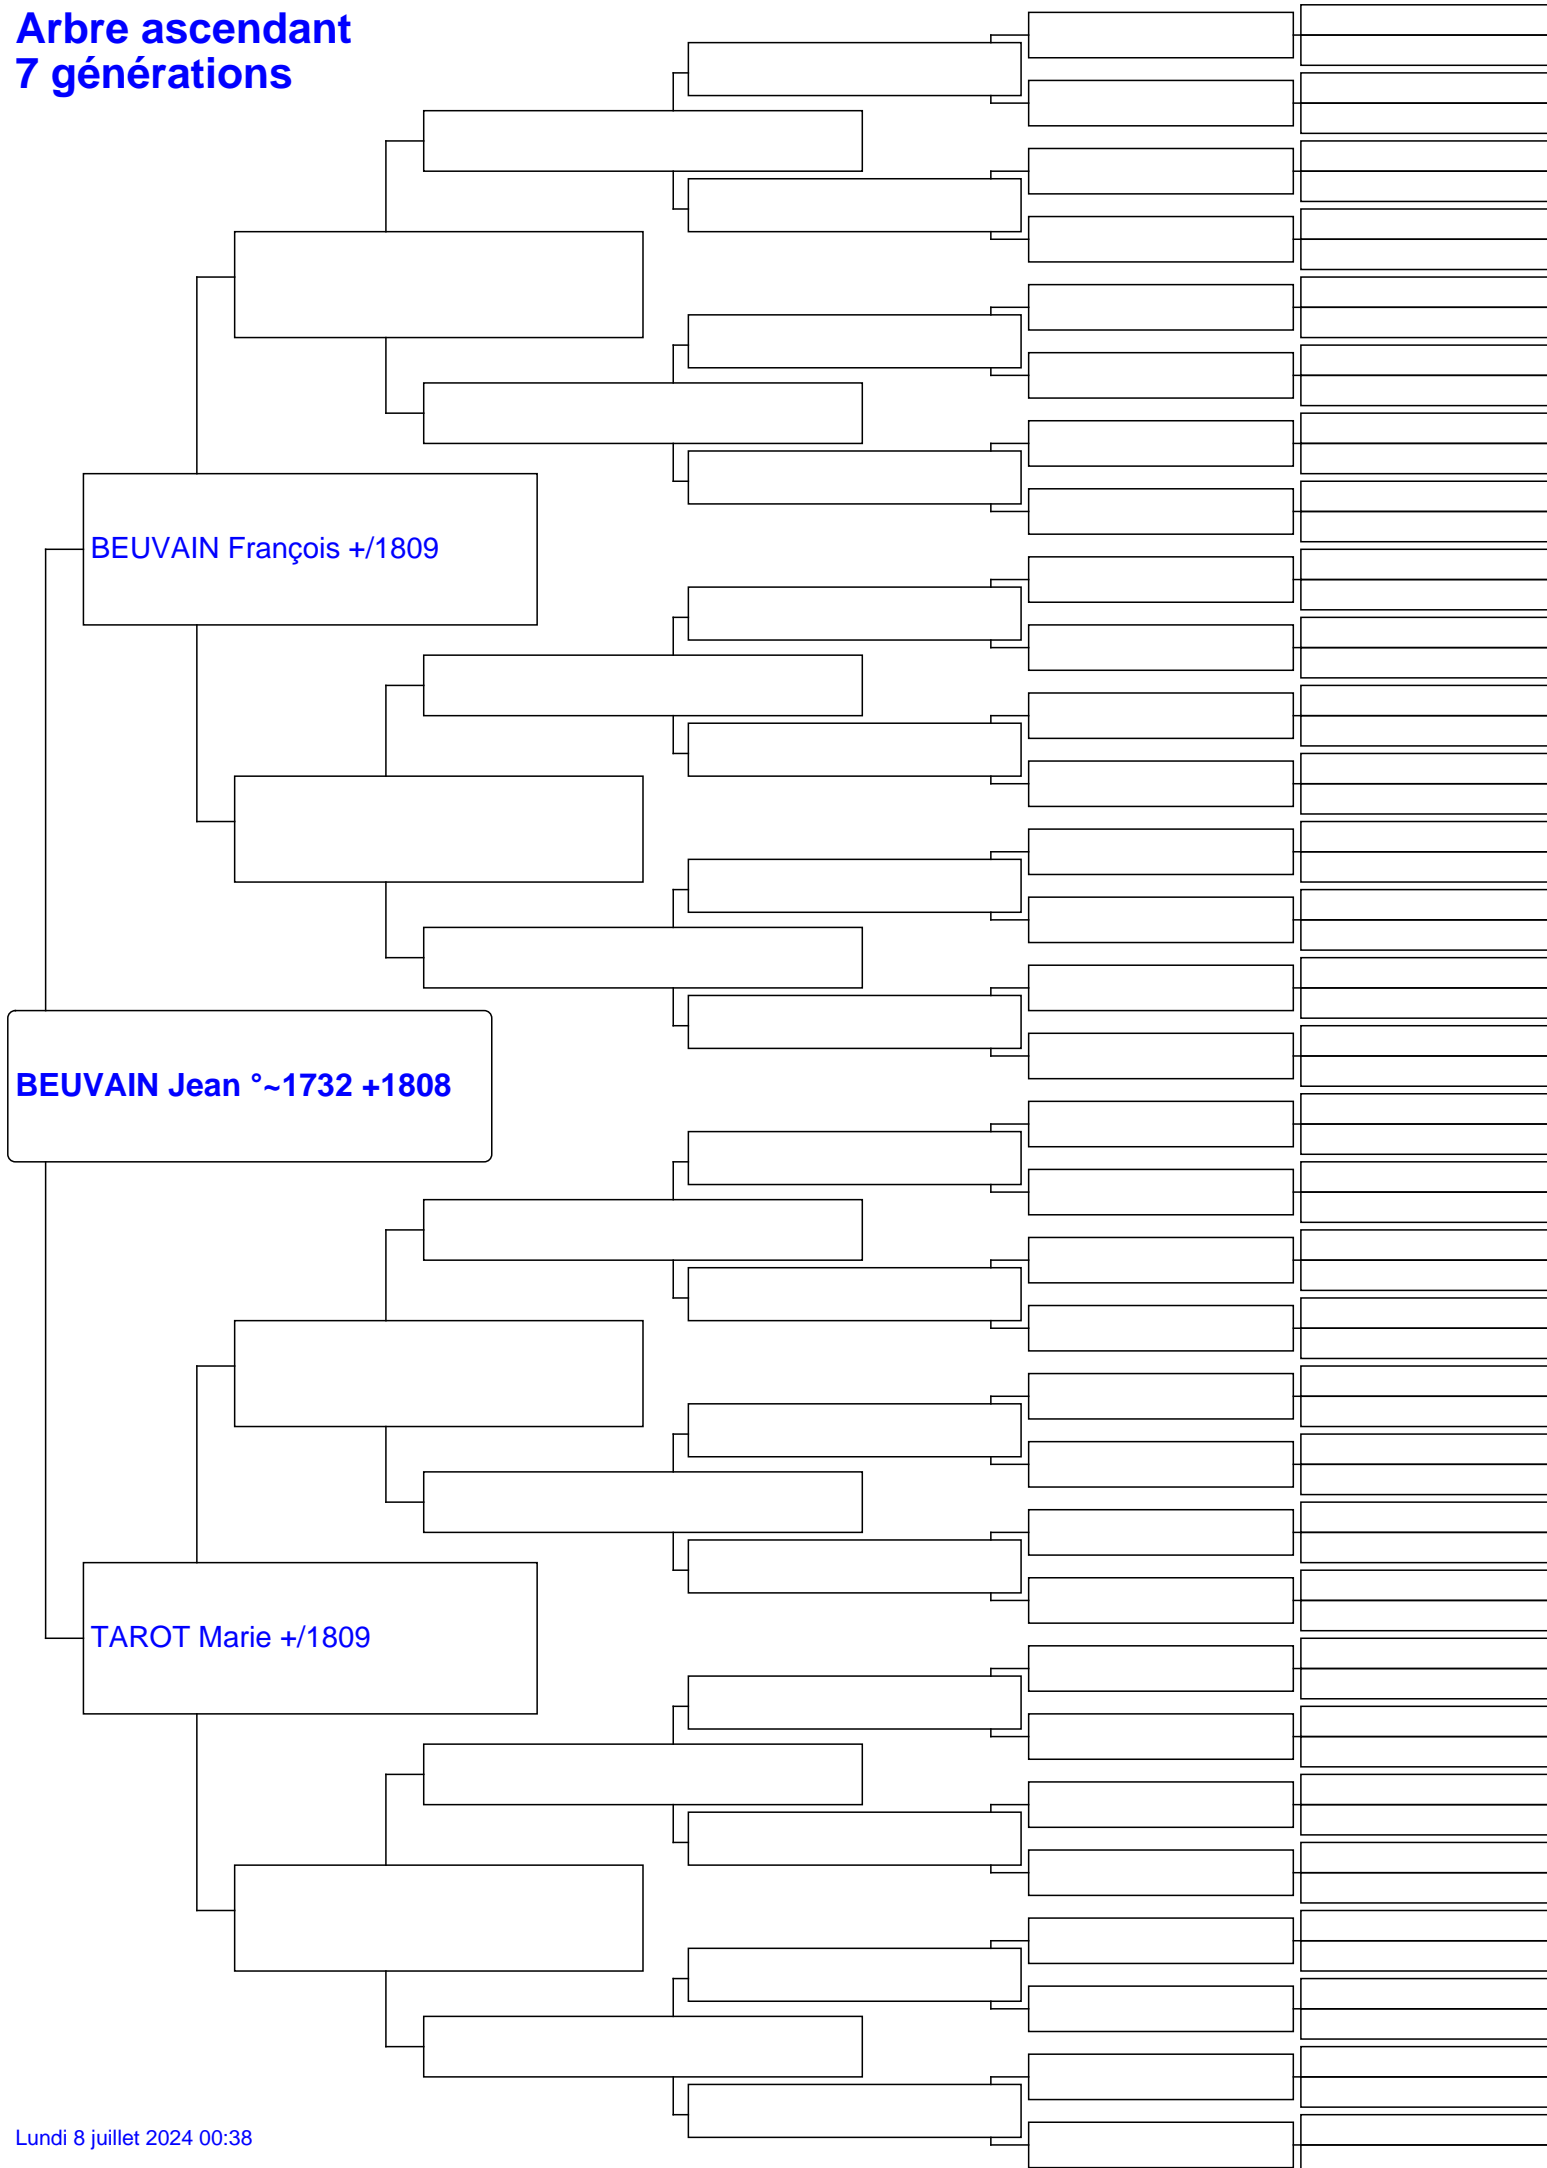 Arbre ascendant
7 générations
BEUVAIN François +/1809
BEUVAIN Jean °~1732 +1808
TAROT Marie +/1809
Lundi 8 juillet 2024 00:38